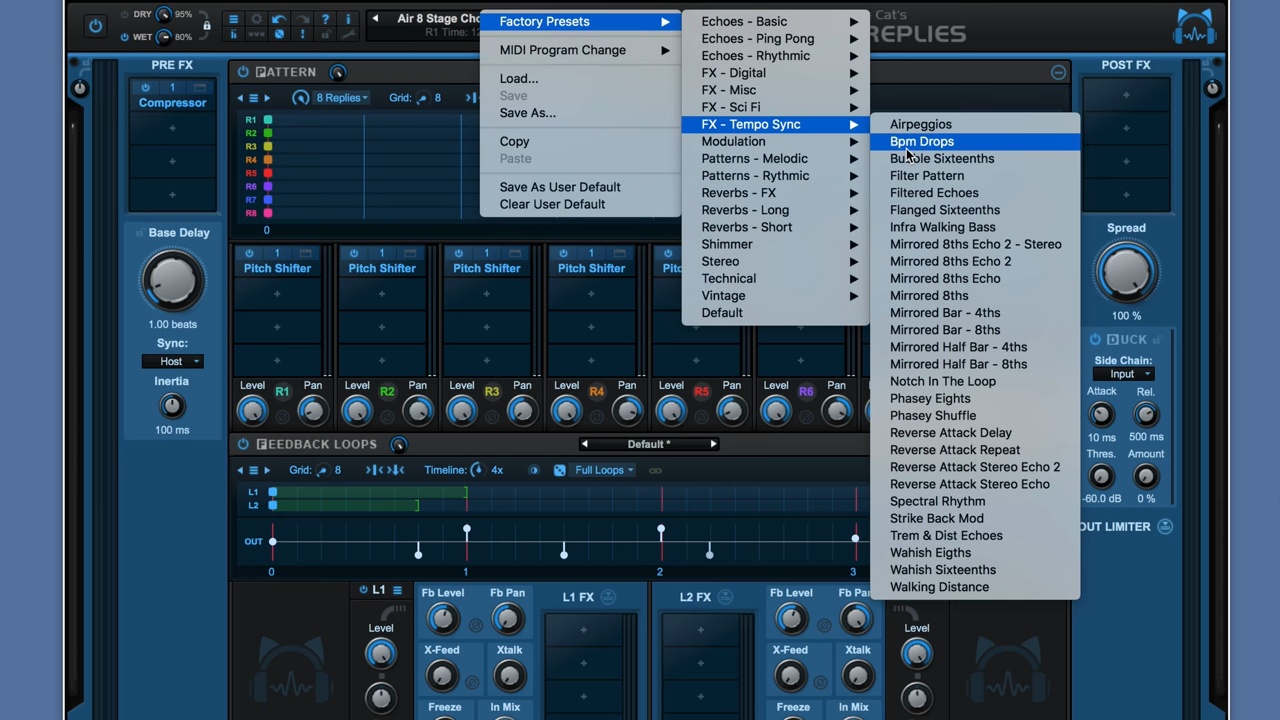 DRY 95%
WET 80%
Air 8 Stage Cho
R1 Time: 12
Cat's
REPLIES
Factory Presets
MIDI Program Change
Load...
Save
Save As...
Copy
Paste
Save As User Default
Clear User Default
Echoes - Basic
Echoes - Ping Pong
Echoes - Rhythmic
FX - Digital
FX - Misc
FX - Sci Fi
FX - Tempo Sync
Modulation
Patterns - Melodic
Patterns - Rythmic
Reverbs - FX
Reverbs - Long
Reverbs - Short
Shimmer
Stereo
Technical
Vintage
Default
Airpeggios
Bpm Drops
Bubble Sixteenths
Filter Pattern
Filtered Echoes
Flanged Sixteenths
Infra Walking Bass
Mirrored 8ths Echo 2 - Stereo
Mirrored 8ths Echo 2
Mirrored 8ths Echo
Mirrored 8ths
Mirrored Bar - 4ths
Mirrored Bar - 8ths
Mirrored Half Bar - 4ths
Mirrored Half Bar - 8ths
Notch In The Loop
Phasey Eights
Phasey Shuffle
Reverse Attack Delay
Reverse Attack Repeat
Reverse Attack Stereo Echo 2
Reverse Attack Stereo Echo
Spectral Rhythm
Strike Back Mod
Trem & Dist Echoes
Wahish Eigths
Wahish Sixteenths
Walking Distance
PRE FX
1
Compressor
Base Delay
1.00 beats
Sync:
Host
Inertia
100 ms
PATTERN
8 Replies Grid: 8
R1
R2
R3
R4
R5
R6
R7
R8
0
1 1 1 1
Pitch Shifter Pitch Shifter Pitch Shifter Pitch Shifter Pitc
Level R1 Pan Level R2 Pan Level R3 Pan Level R4 Pan Level R5 Pan Level R6 Pan
FEEDBACK LOOPS Default *
Grid: 8 Timeline: 4x Full Loops
L1
L2
OUT
0 1 2 3
L1
Level
Fb Level Fb Pan
X-Feed Xtalk
Freeze In Mix
L1 FX
L2 FX
Fb Level Fb Pa
X-Feed Xtalk
Freeze In Mix
Level
POST FX
Spread
100 %
DUCK
Side Chain:
Input
Attack Rel.
10 ms 500 ms
Thres. Amount
-60.0 dB 0 %
OUT LIMITER